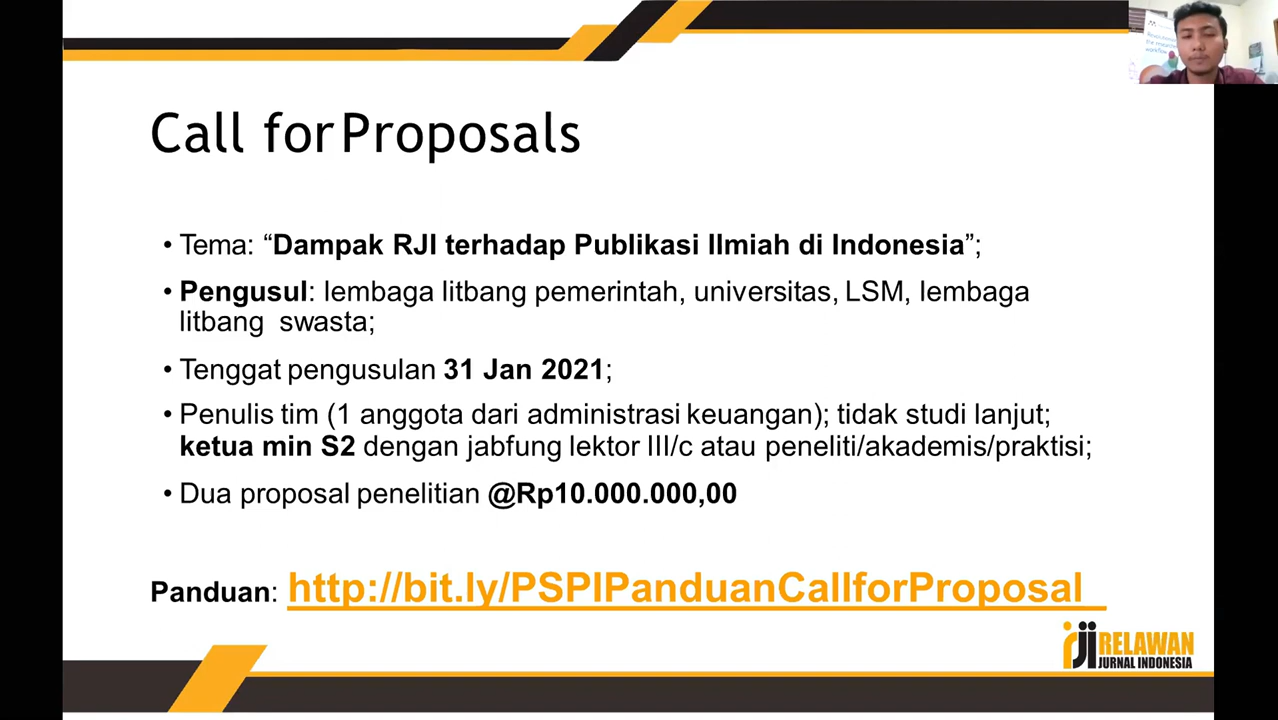 Call for Proposals
• Tema: “Dampak RJI terhadap Publikasi Ilmiah di Indonesia”;
• Pengusul: lembaga litbang pemerintah, universitas, LSM, lembaga
litbang swasta;
• Tenggat pengusulan 31 Jan 2021;
• Penulis tim (1 anggota dari administrasi keuangan); tidak studi lanjut;
ketua min S2 dengan jabfung lektor III/c atau peneliti/akademis/praktisi;
• Dua proposal penelitian @Rp10.000.000,00
Panduan: http://bit.ly/PSPIPanduanCallforProposal
rji RELAWAN
JURNAL INDONESIA